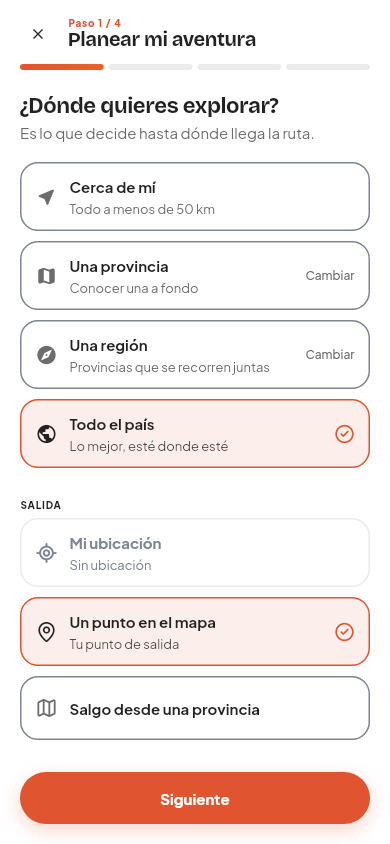 Paso 1 / 4
Planear mi aventura
¿Dónde quieres explorar?
Es lo que decide hasta dónde llega la ruta.
Cerca de mí
Todo a menos de 50 km
Una provincia
Conocer una a fondo
Cambiar
Una región
Provincias que se recorren juntas
Cambiar
Todo el país
Lo mejor, esté donde esté
SALIDA
Mi ubicación
Sin ubicación
Un punto en el mapa
Tu punto de salida
Salgo desde una provincia
Siguiente